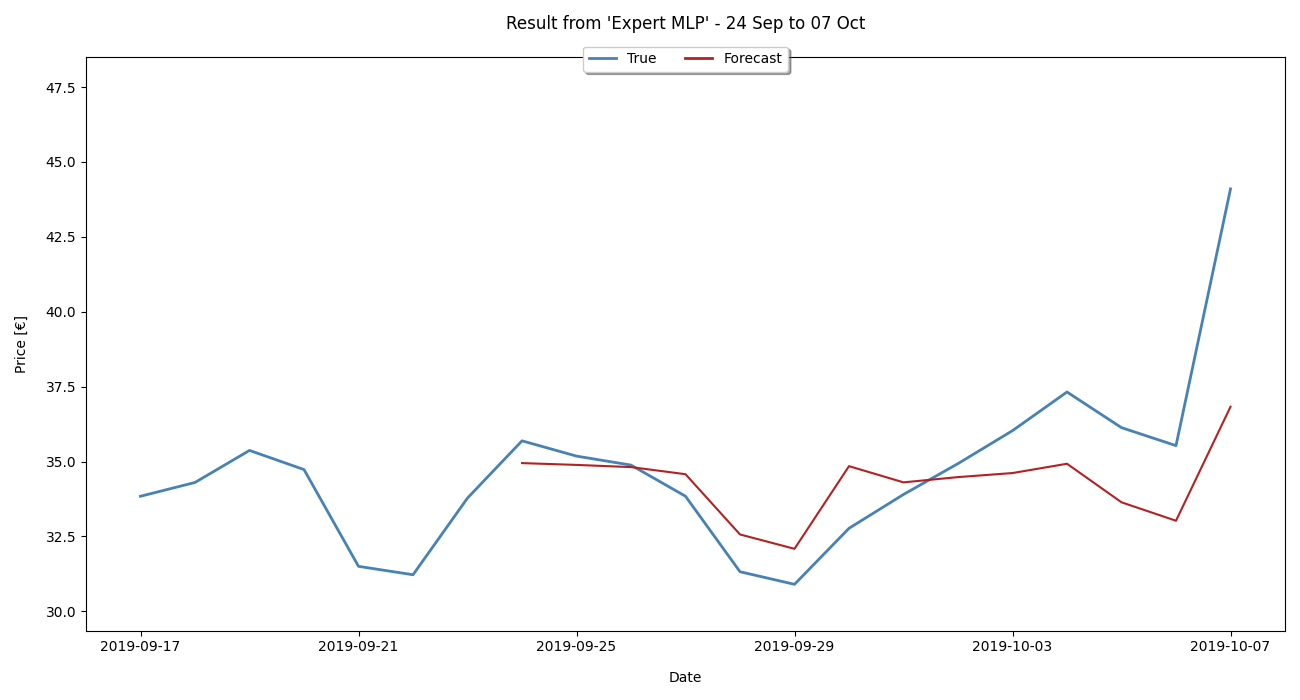 Result from 'Expert MLP' - 24 Sep to 07 Oct
True Forecast
47.5
45.0
42.5
40.0
37.5
35.0
32.5
30.0
Price [€]
2019-09-17 2019-09-21 2019-09-25 2019-09-29 2019-10-03 2019-10-07
Date